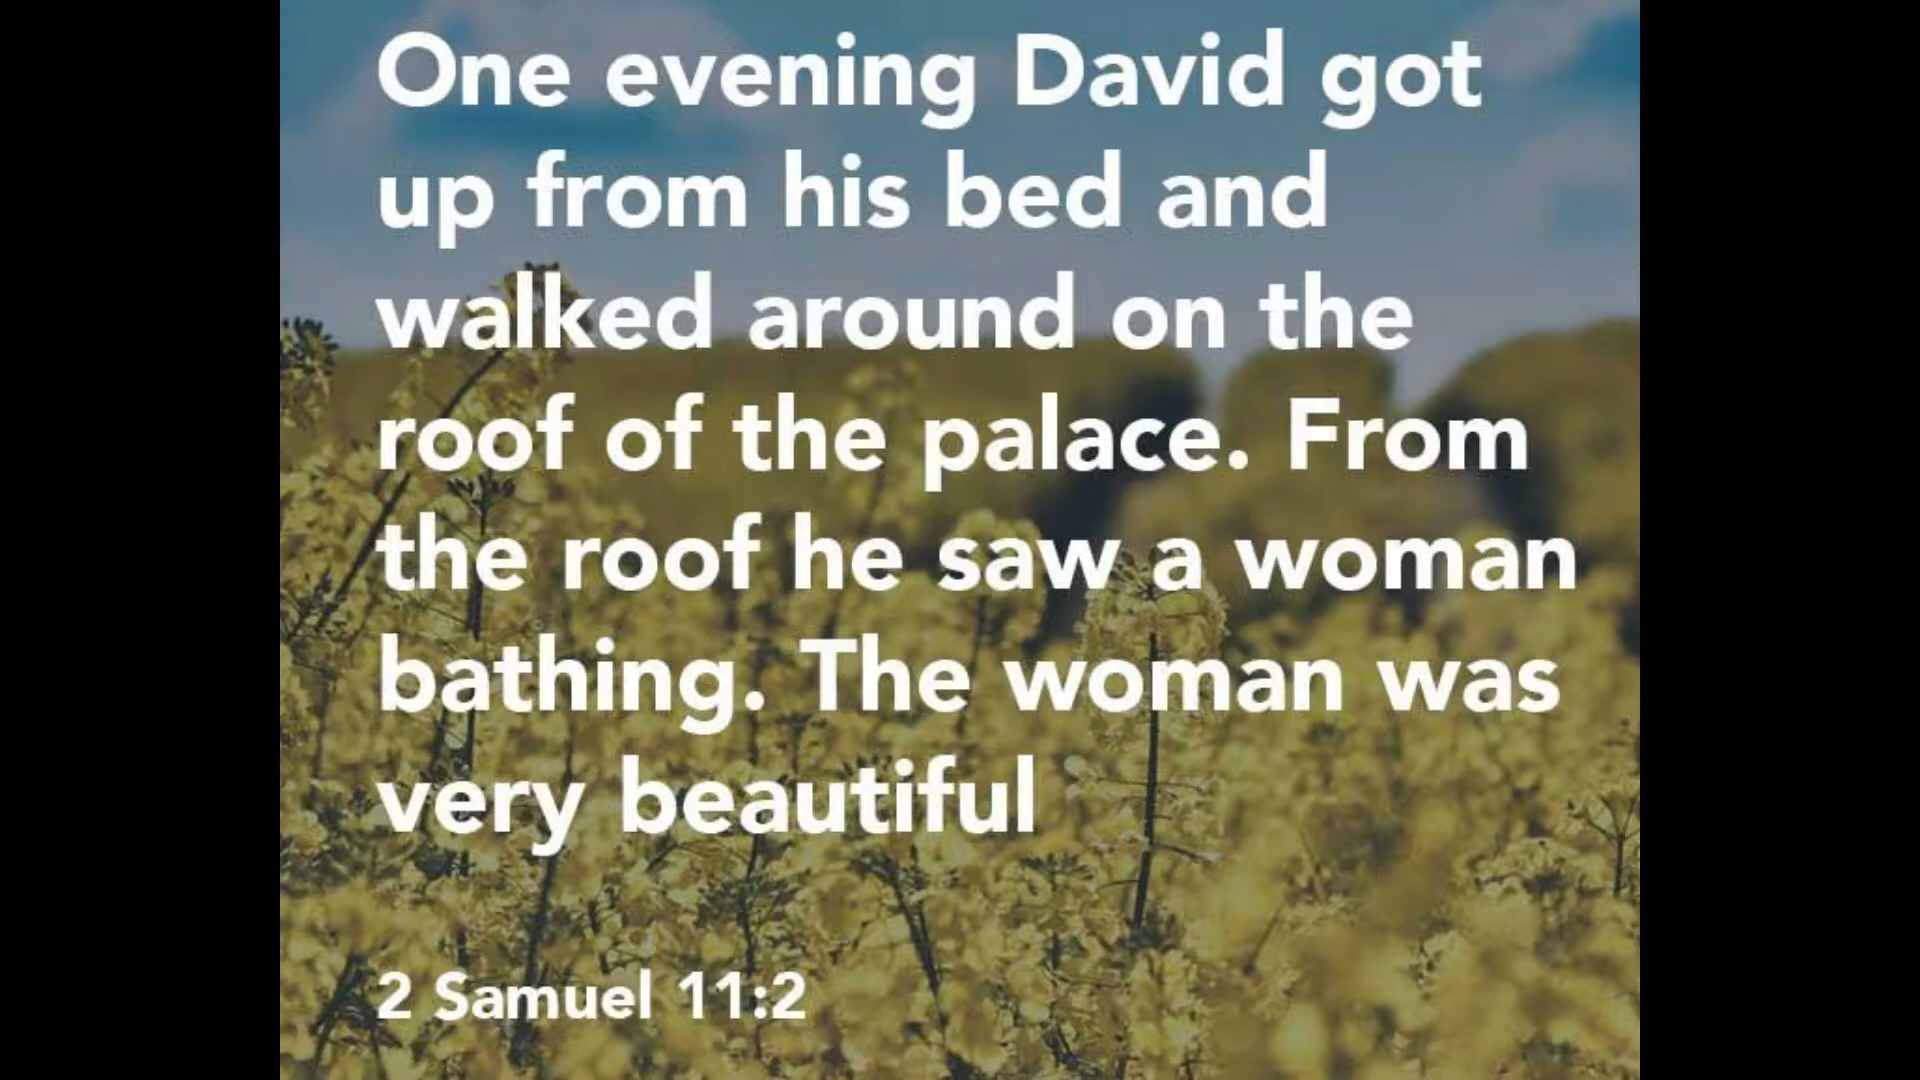 One evening David got
up from his bed and
walked around on the
roof of the palace. From
the roof he saw a woman
bathing. The woman was
very beautiful
2 Samuel 11:2